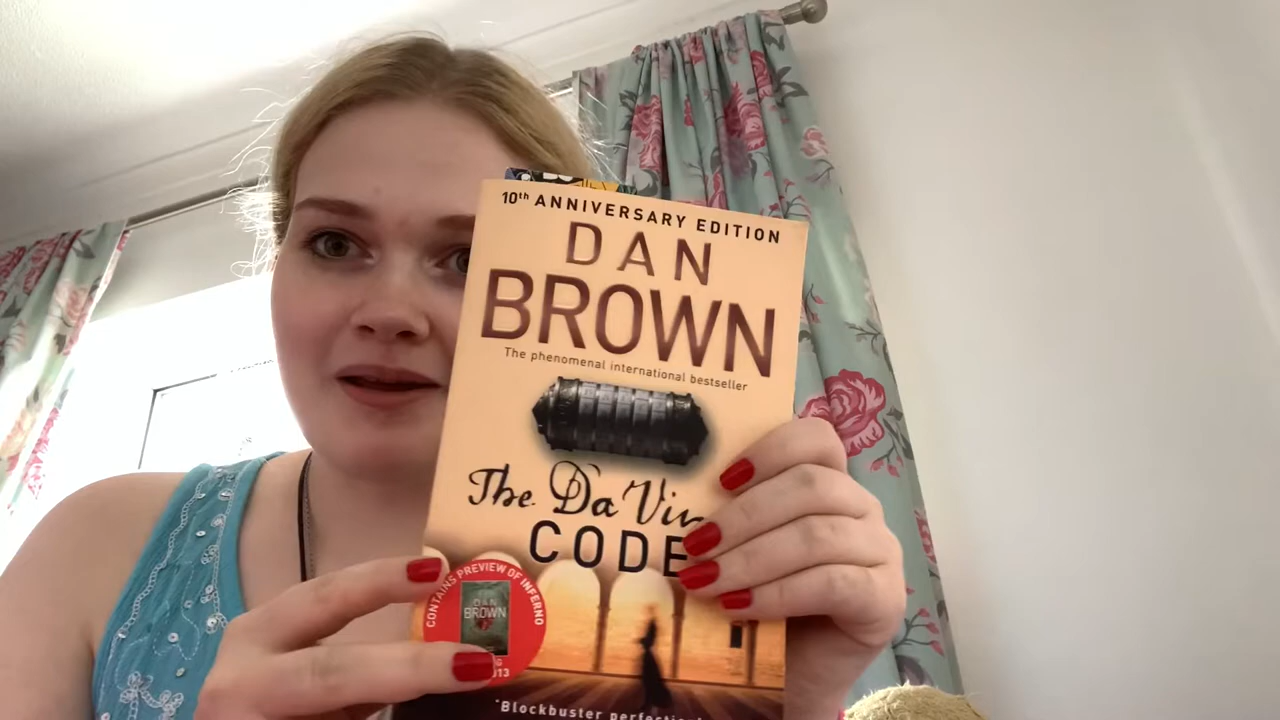 10th ANNIVERSARY EDITION
DAN
BROWN
The phenomenal international bestseller
The Da Vin
CODE
CONTAINS PREVIEW OF INFERNO
DAN
BROWN
"Blockbuster perfection